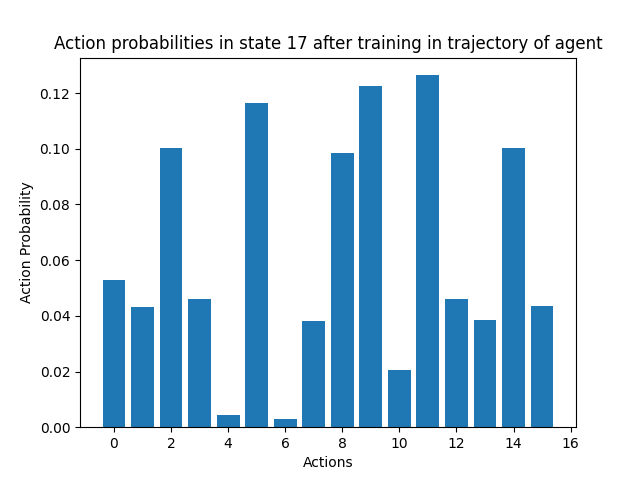 Action probabilities in state 17 after training in trajectory of agent
Action Probability
0.12
0.10
0.08
0.06
0.04
0.02
0.00
0 2 4 6 8 10 12 14 16
Actions